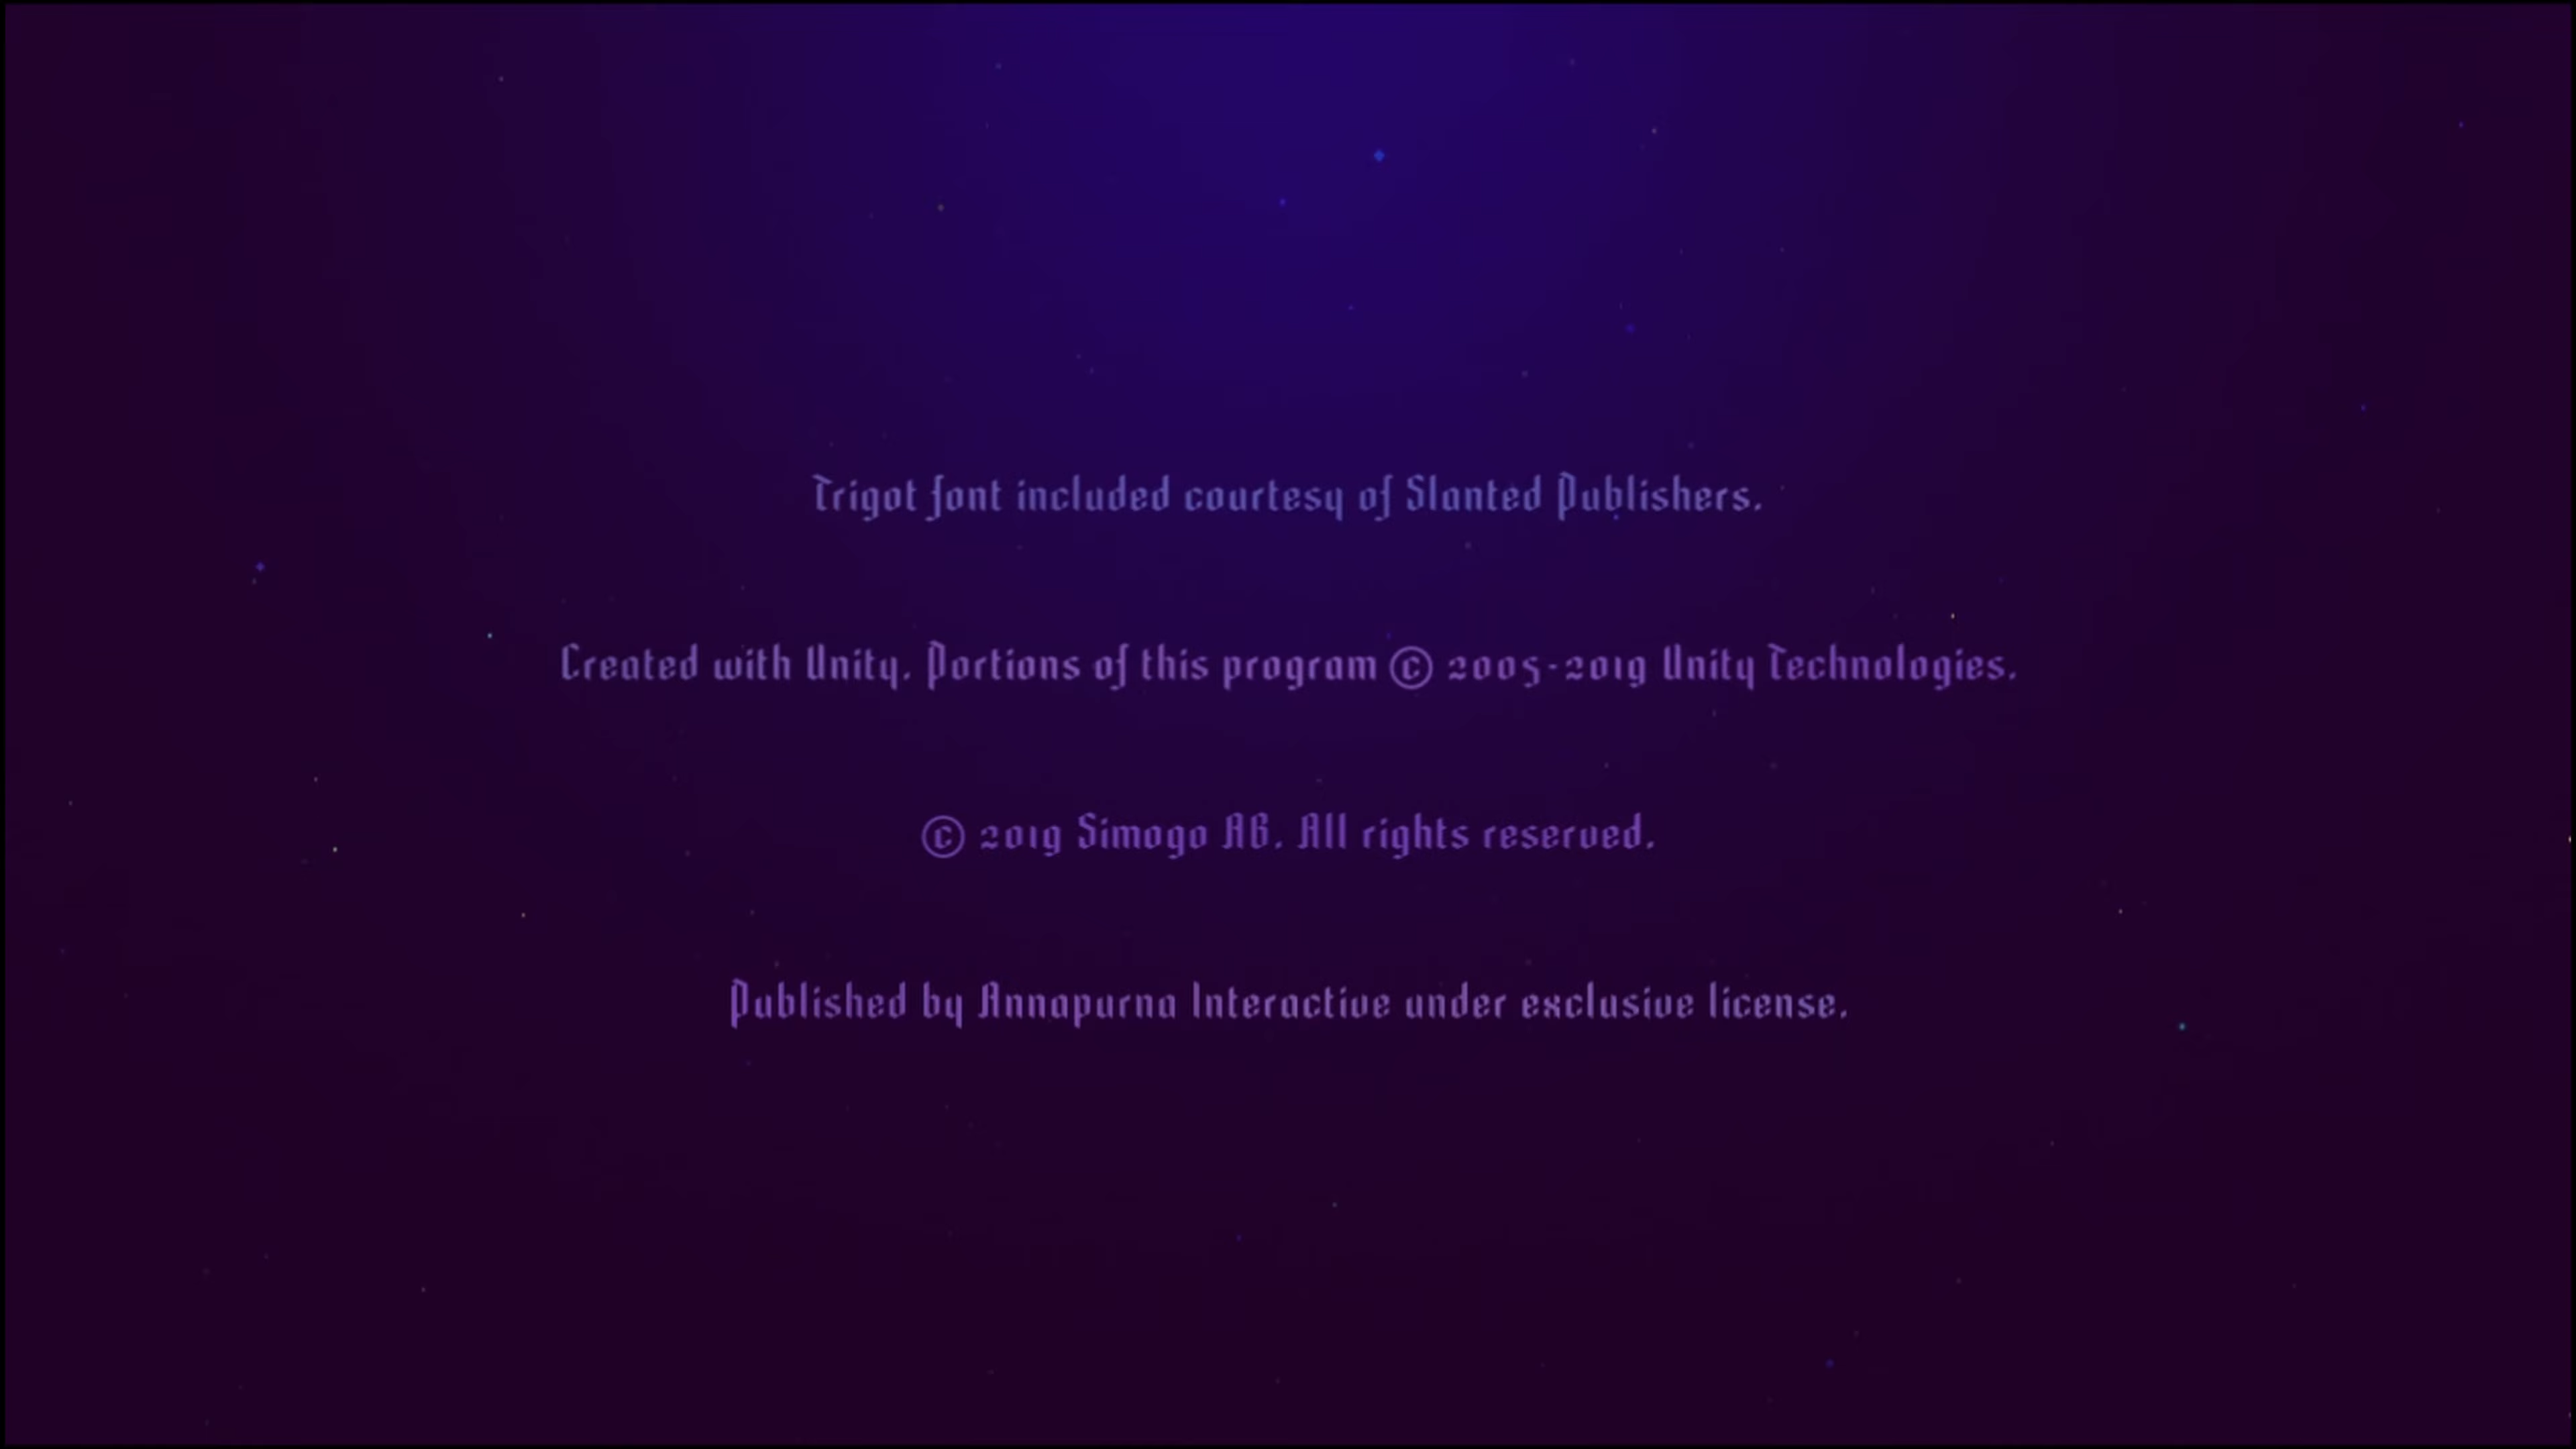 Trigot font included courtesy of Slanted Publishers.
Created with Unity. Portions of this program © 2005-2019 Unity Technologies.
© 2019 Simogo AB. All rights reserved.
Published by Annapurna Interactive under exclusive license.